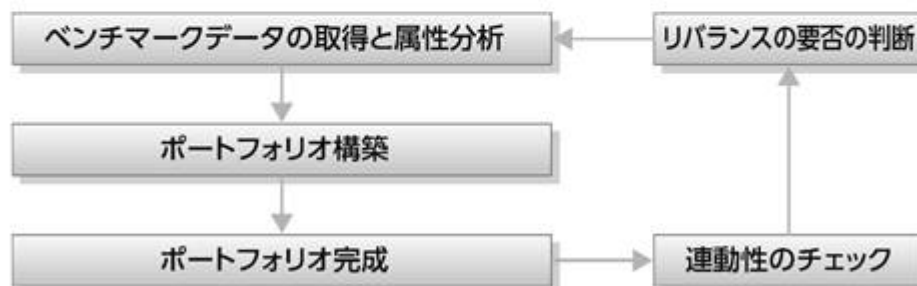 ベンチマークデータの取得と属性分析
リバランスの要否の判断
ポートフォリオ構築
ポートフォリオ完成
連動性のチェック